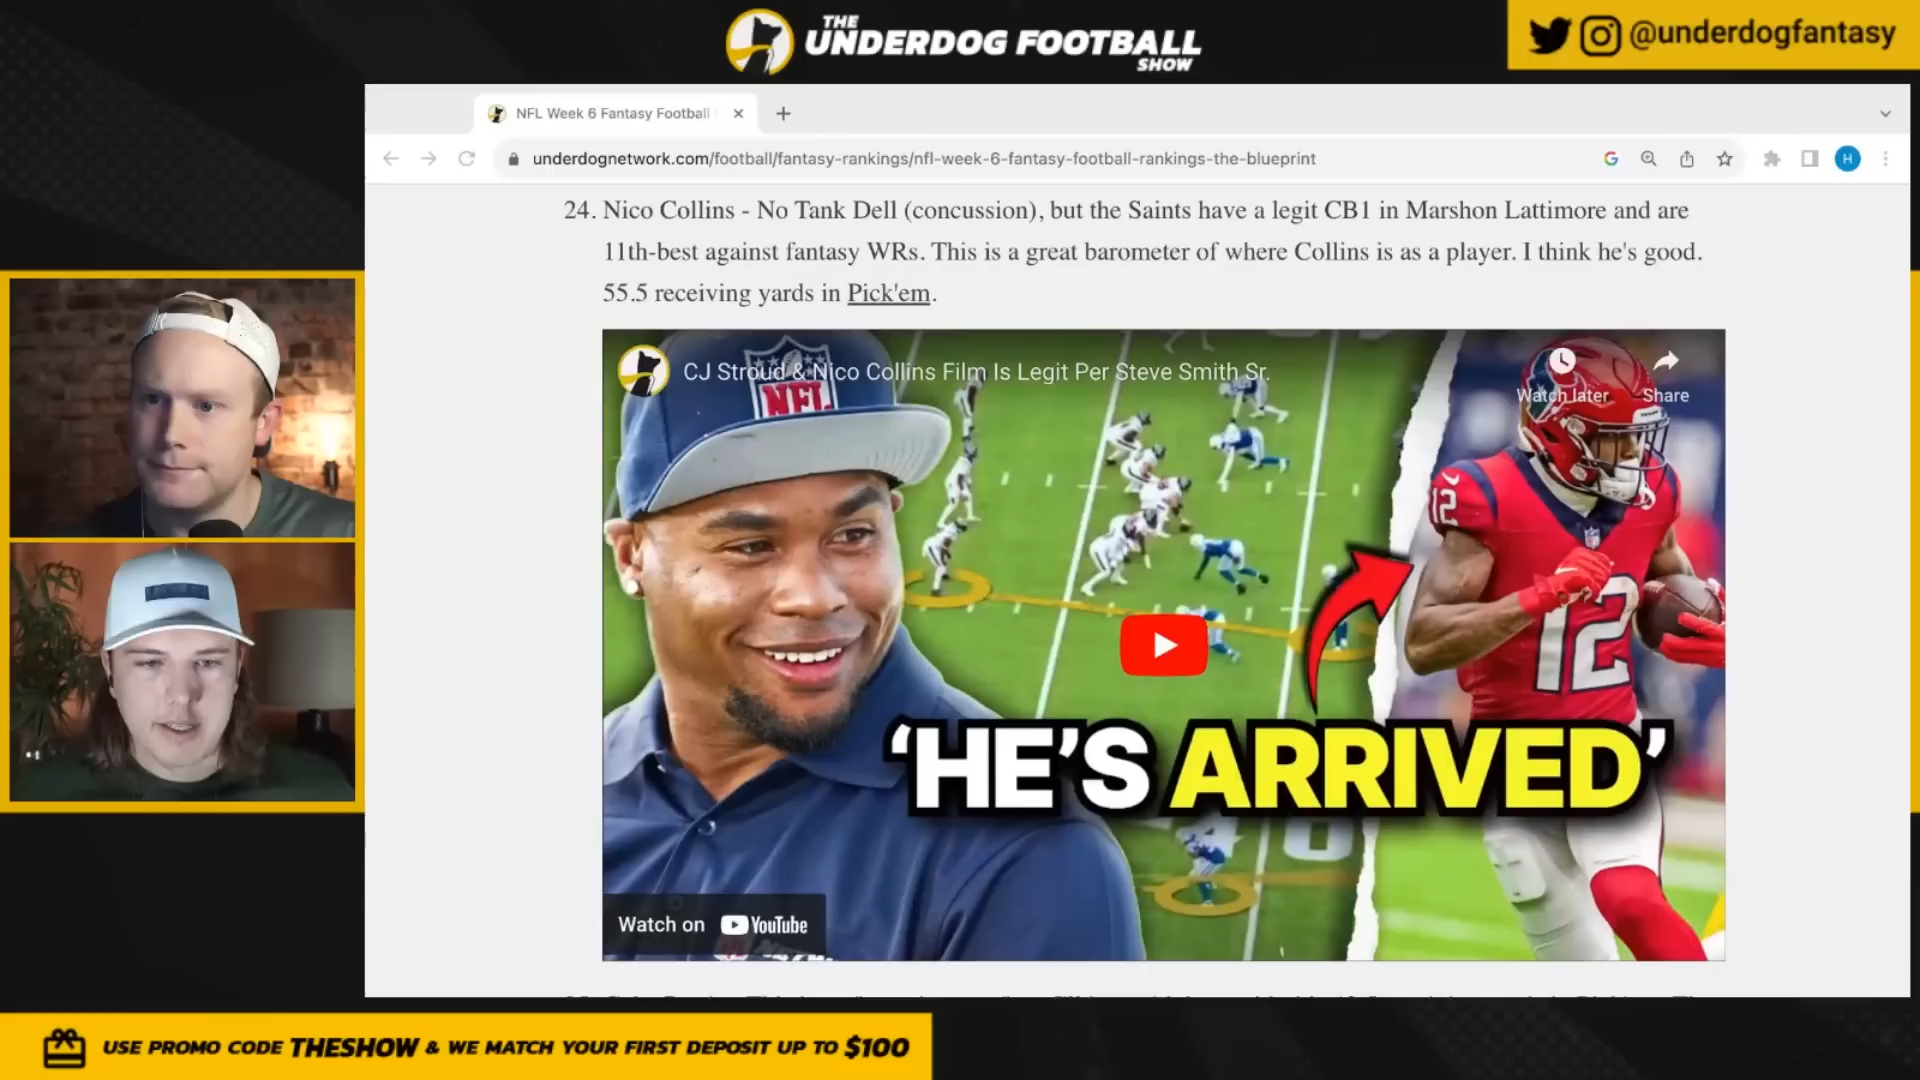 THE
UNDERDOG FOOTBALL
SHOW
@underdogfantasy
NFL Week 6 Fantasy Football
H
underdognetwork.com/football/fantasy-rankings/nfl-week-6-fantasy-football-rankings-the-blueprint
24. Nico Collins - No Tank Dell (concussion), but the Saints have a legit CB1 in Marshon Lattimore and are
11th-best against fantasy WRs. This is a great barometer of where Collins is as a player. I think he's good.
55.5 receiving yards in Pick'em.
CJ Stroud & Nico Collins Film Is Legit Per Steve Smith Sr.
Watch later
Share
NFL
12
12
'HE'S ARRIVED'
Watch on YouTube
USE PROMO CODE THESHOW & WE MATCH YOUR FIRST DEPOSIT UP TO $100